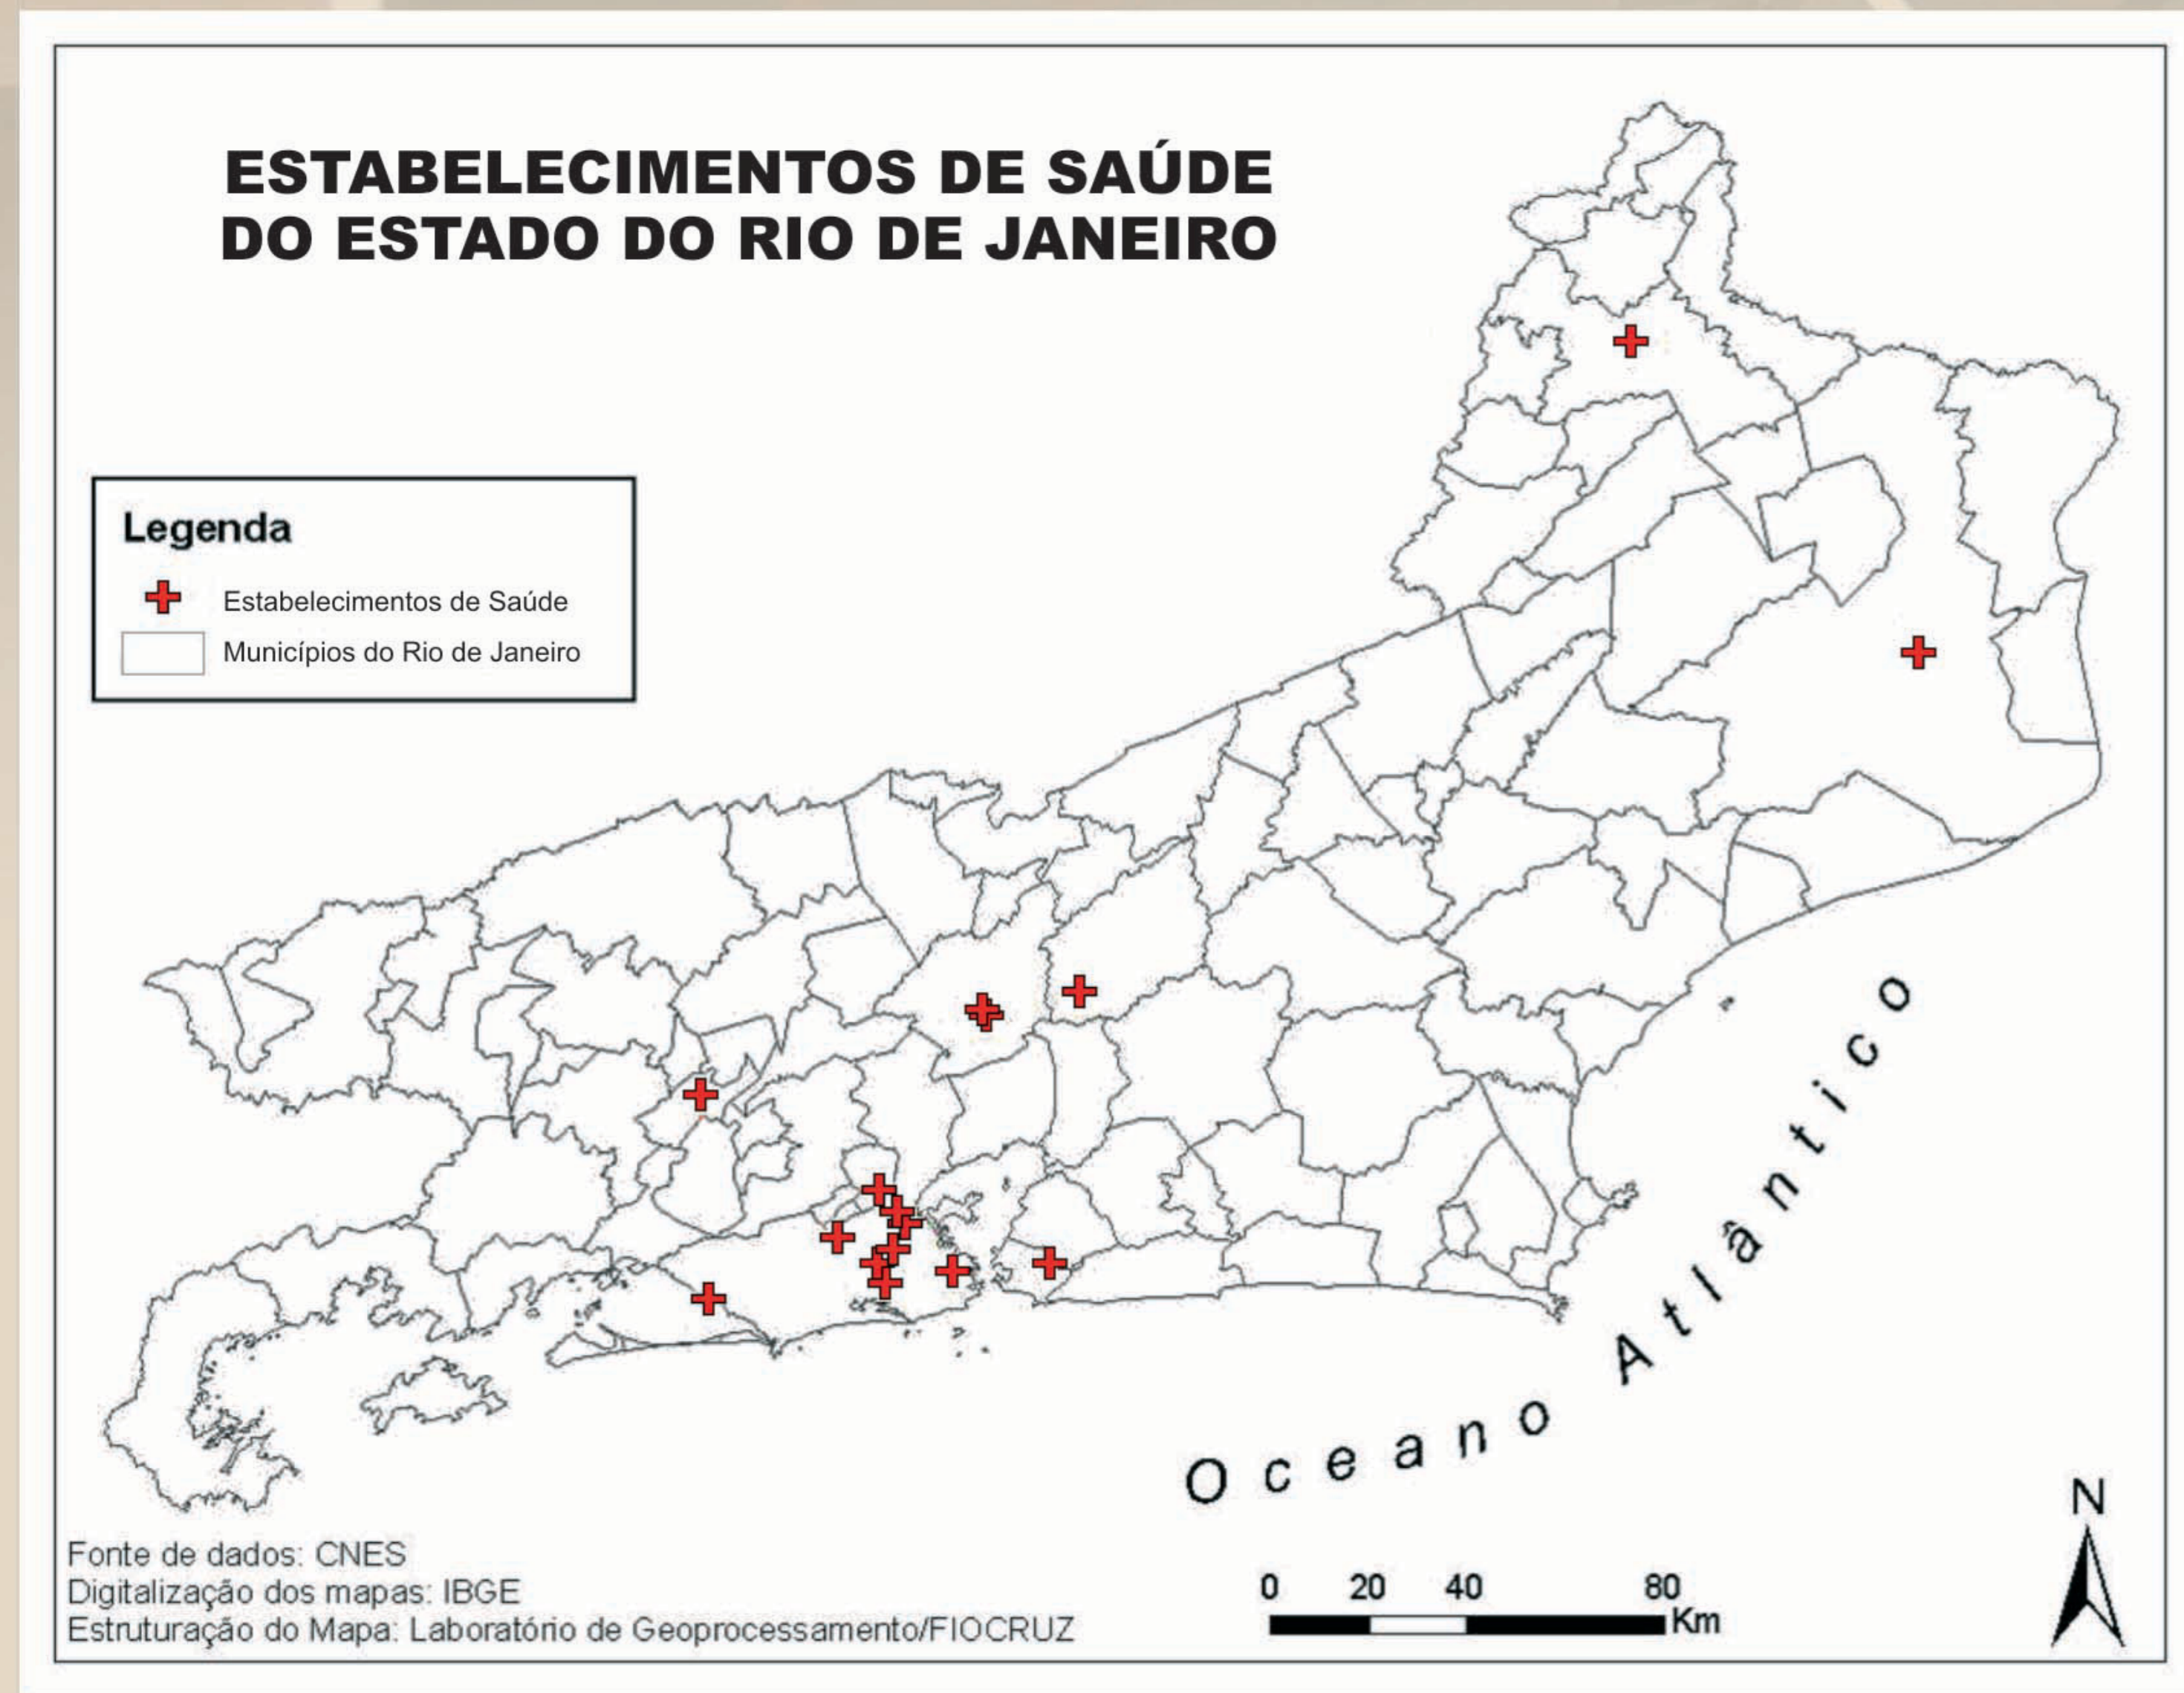 ESTABELECIMENTOS DE SAÚDE
DO ESTADO DO RIO DE JANEIRO
Legenda
Estabelecimentos de Saúde
Municípios do Rio de Janeiro
Oceano Atlântico
N
0 20 40 80
Km
Fonte de dados: CNES
Digitalização dos mapas: IBGE
Estruturação do Mapa: Laboratório de Geoprocessamento/FIOCRUZ